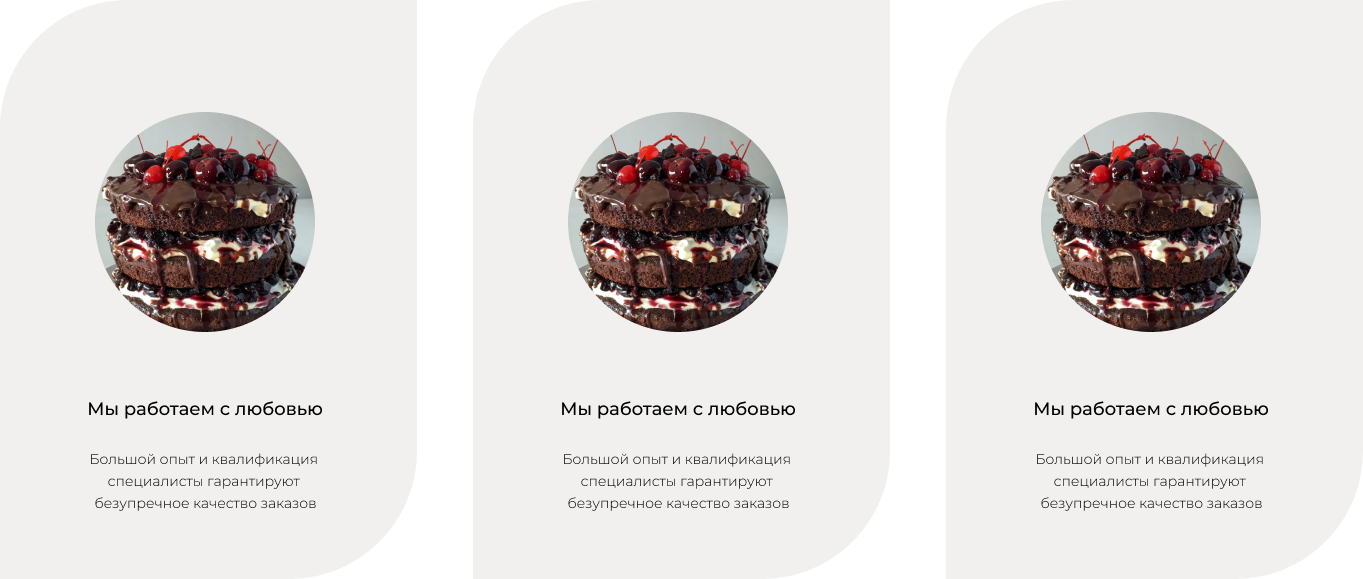 Мы работаем с любовью
Большой опыт и квалификация
специалисты гарантируют
безупречное качество заказов
Мы работаем с любовью
Большой опыт и квалификация
специалисты гарантируют
безупречное качество заказов
Мы работаем с любовью
Большой опыт и квалификация
специалисты гарантируют
безупречное качество заказов